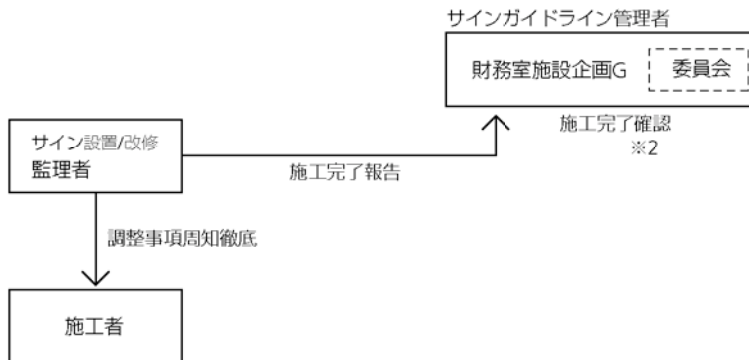 サインガイドライン管理者
財務室施設企画G
委員会
施工完了確認
※2
サイン設置/改修
監理者
施工完了報告
調整事項周知徹底
施工者